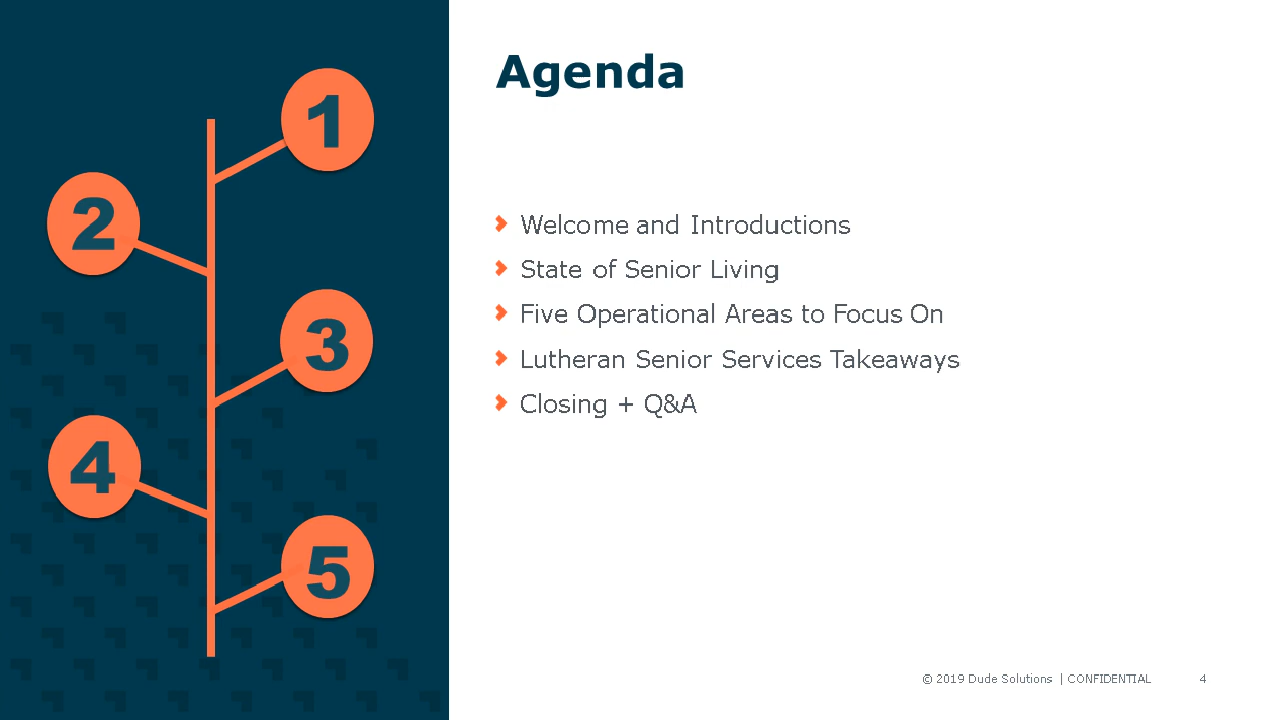 1
2
3
4
5
Agenda
Welcome and Introductions
State of Senior Living
Five Operational Areas to Focus On
Lutheran Senior Services Takeaways
Closing + Q&A
© 2019 Dude Solutions | CONFIDENTIAL 4